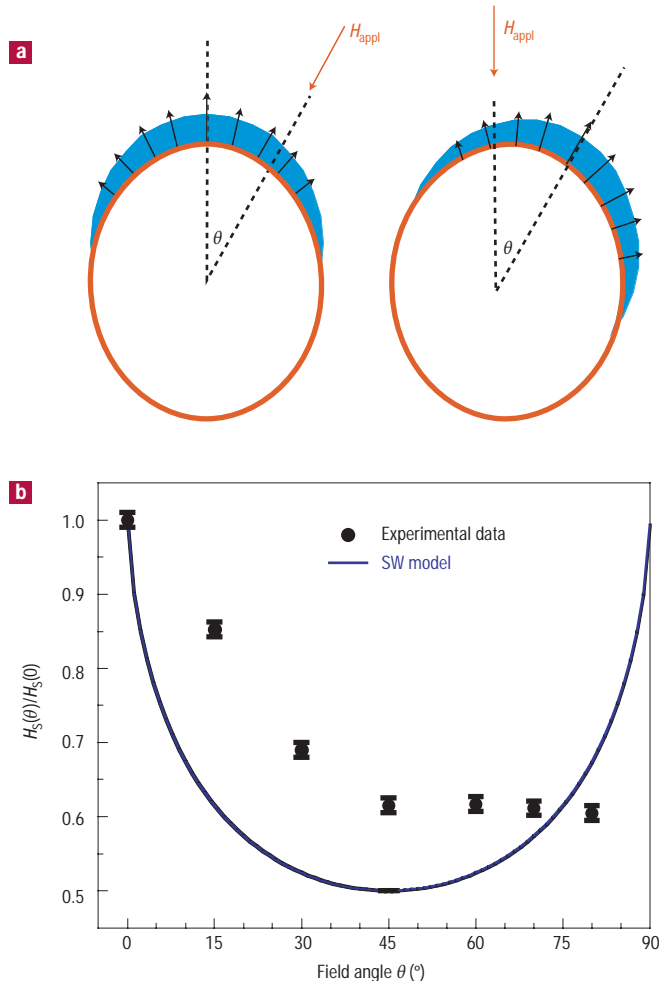 a
H_appl
H_appl
θ
θ
b
1.0
0.9
0.8
0.7
0.6
0.5
H_S(θ)/H_S(0)
Experimental data
SW model
0 15 30 45 60 75 90
Field angle θ (°)